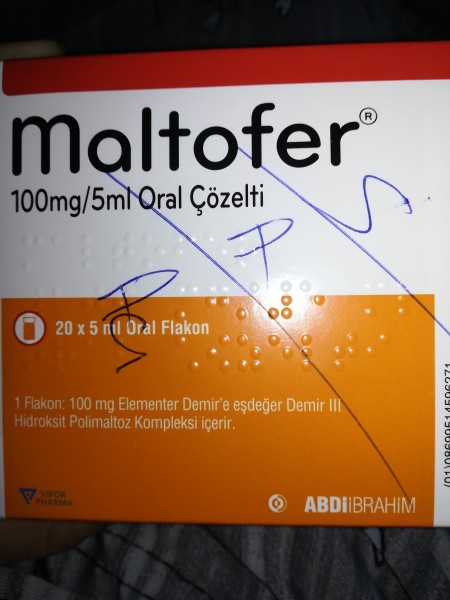 Maltofer®
100mg/5ml Oral Çözelti
20 x 5 ml Oral Flakon
1 Flakon: 100 mg Elementer Demir'e eşdeğer Demir III
Hidroksit Polimaltoz Kompleksi içerir.
VIFOR
PHARMA
ABDİİBRAHİM